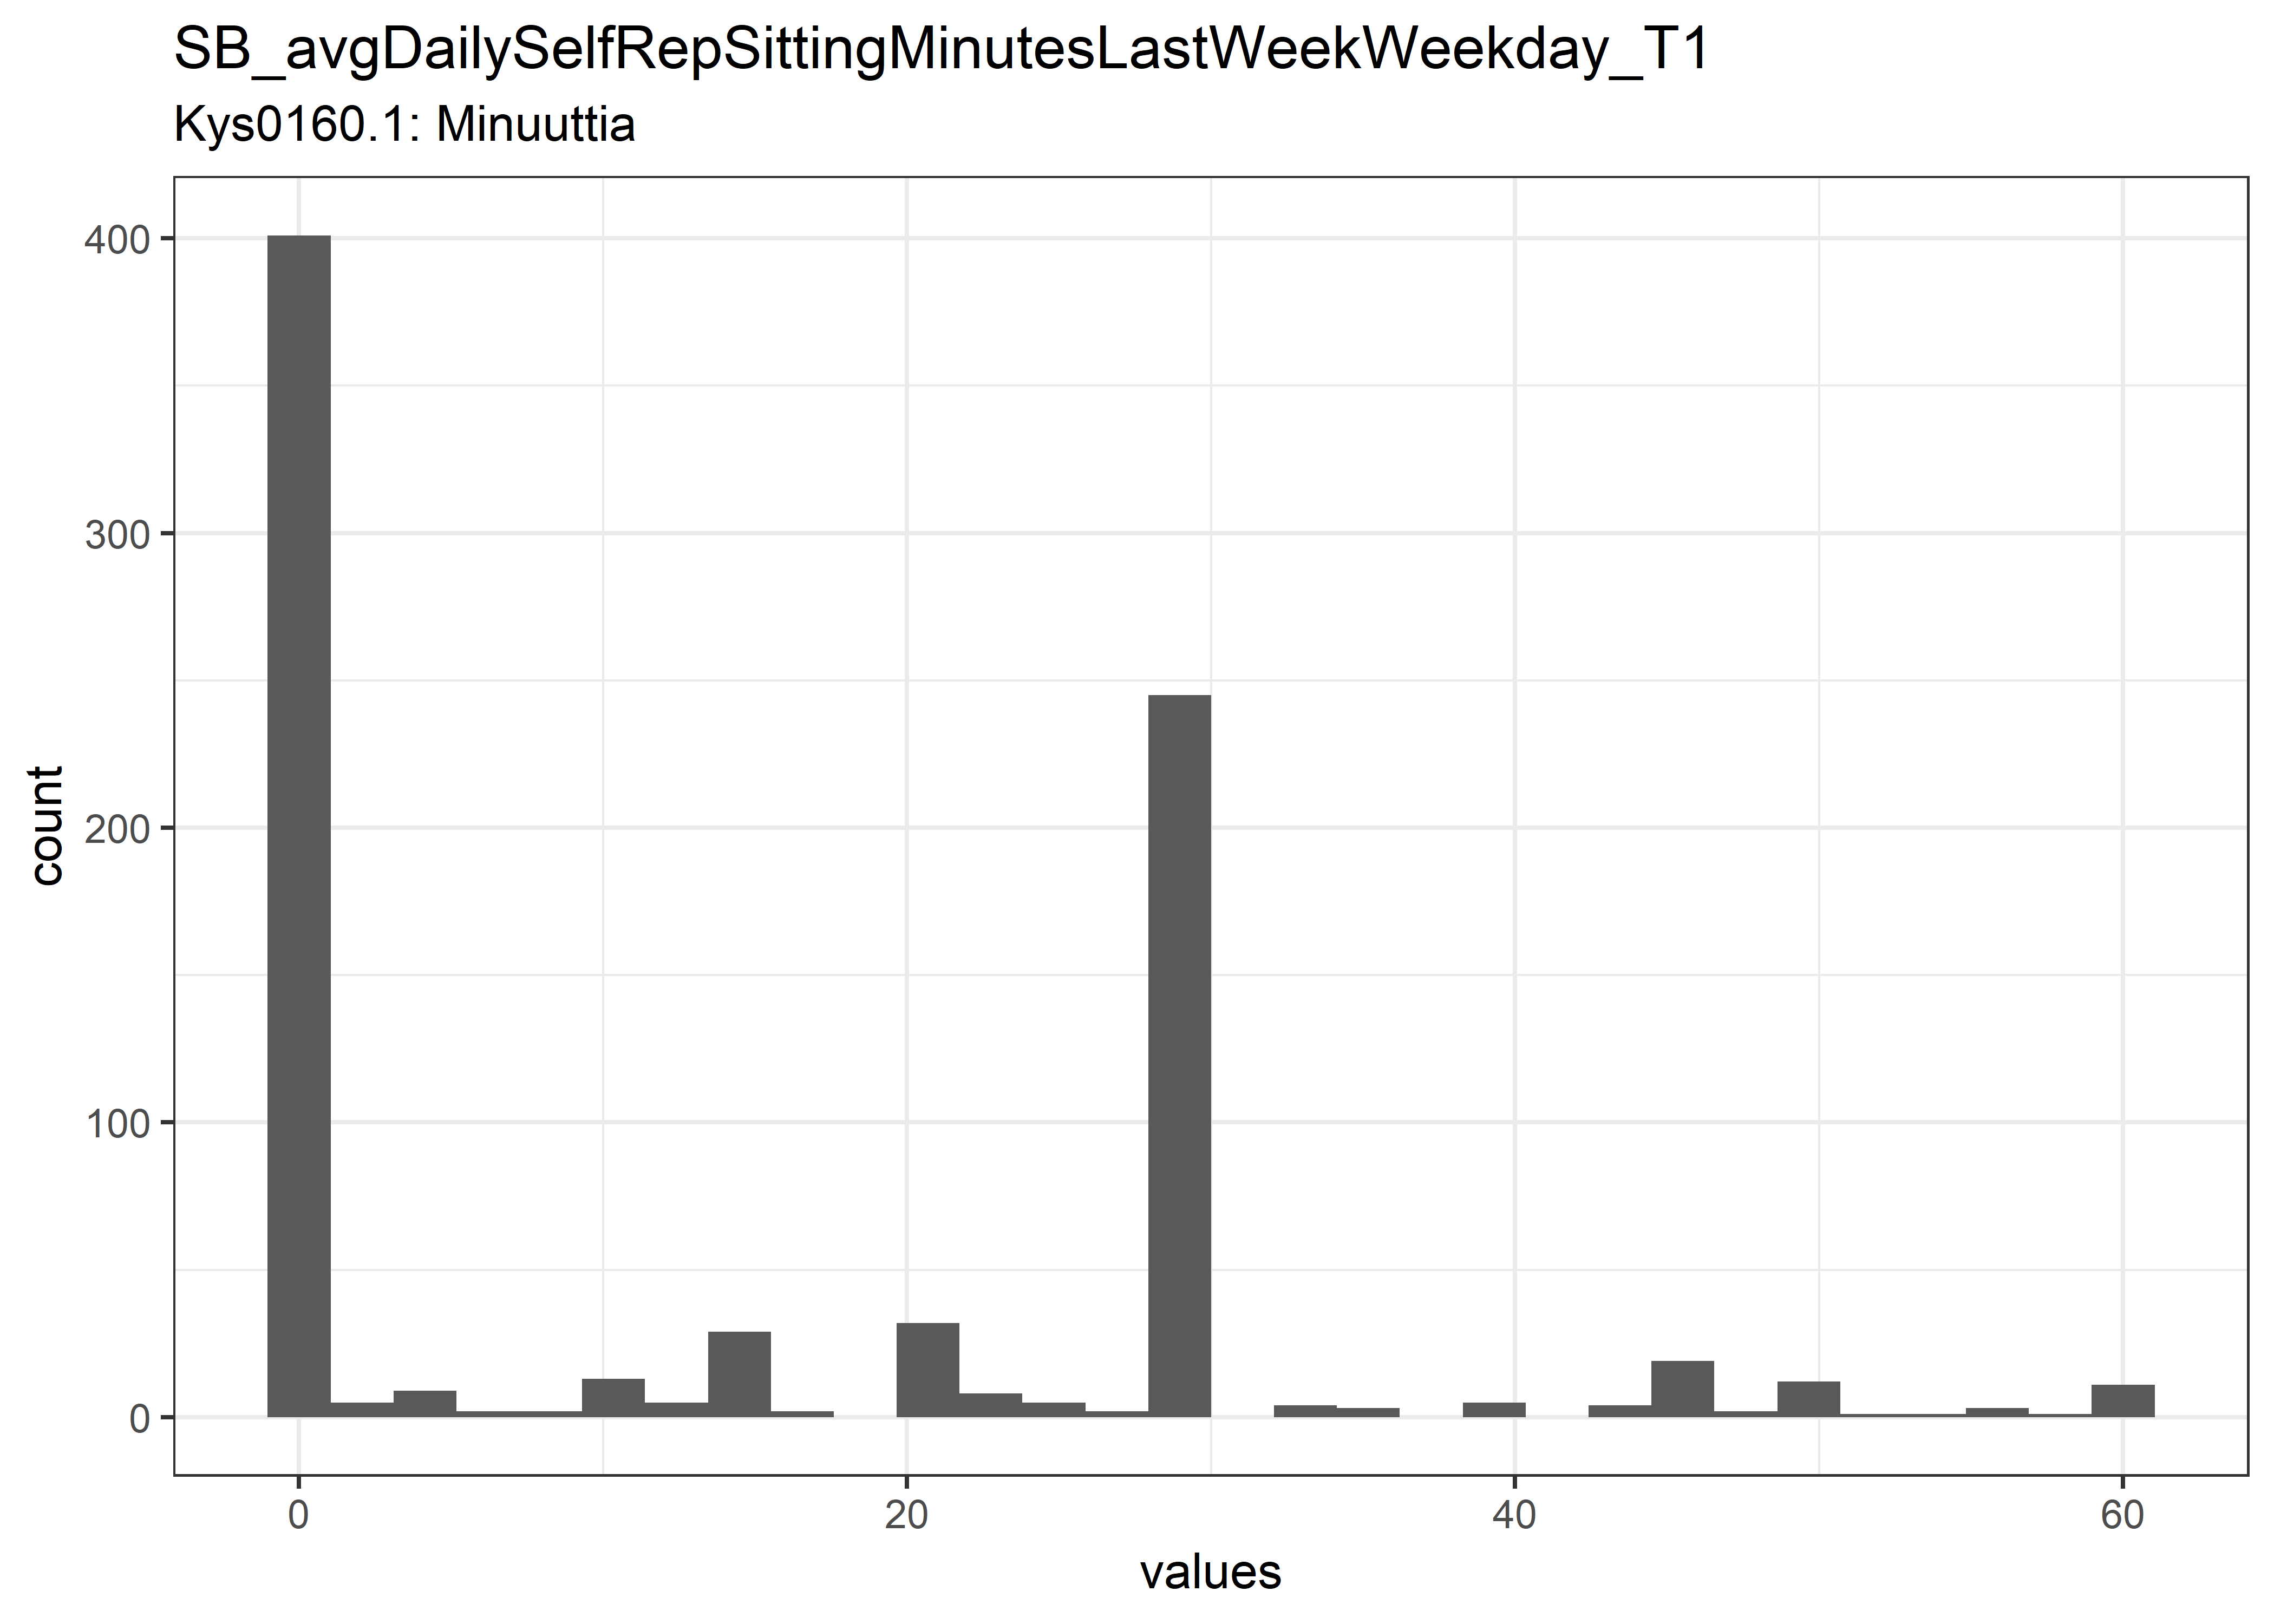 SB_avgDailySelfRepSittingMinutesLastWeekWeekday_T1
Kys0160.1: Minuuttia
400
300
200
100
0
count
0 20 40 60
values